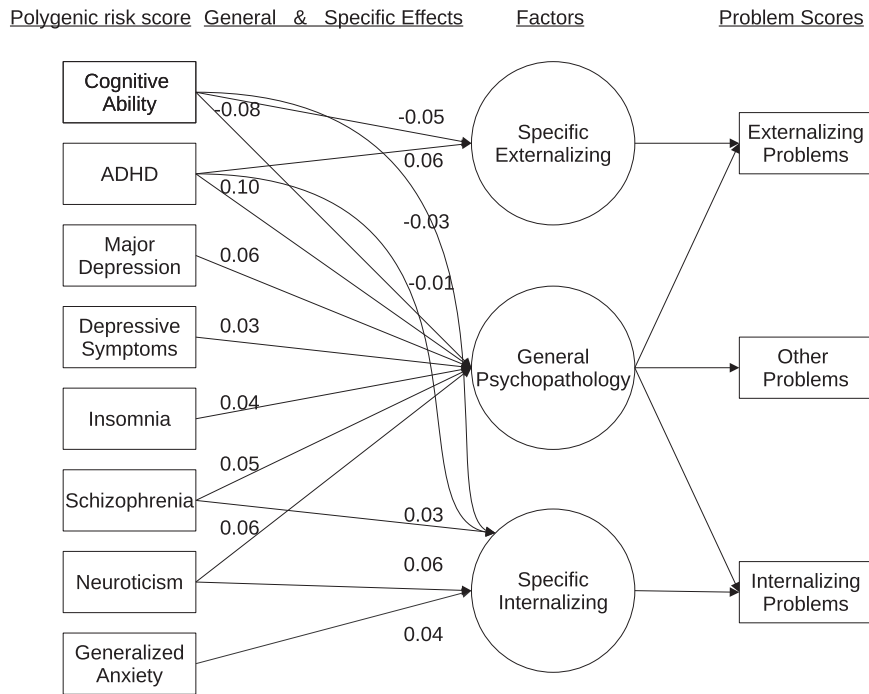 Polygenic risk score General & Specific Effects Factors Problem Scores
Cognitive
Ability
-0.08
-0.05
Specific
Externalizing
Externalizing
Problems
ADHD
0.10
0.06
-0.03
Major
Depression
0.06
-0.01
Depressive
Symptoms
0.03
General
Psychopathology
Other
Problems
Insomnia
0.04
Schizophrenia
0.05
0.03
Neuroticism
0.06
0.06
Specific
Internalizing
Internalizing
Problems
Generalized
Anxiety
0.04